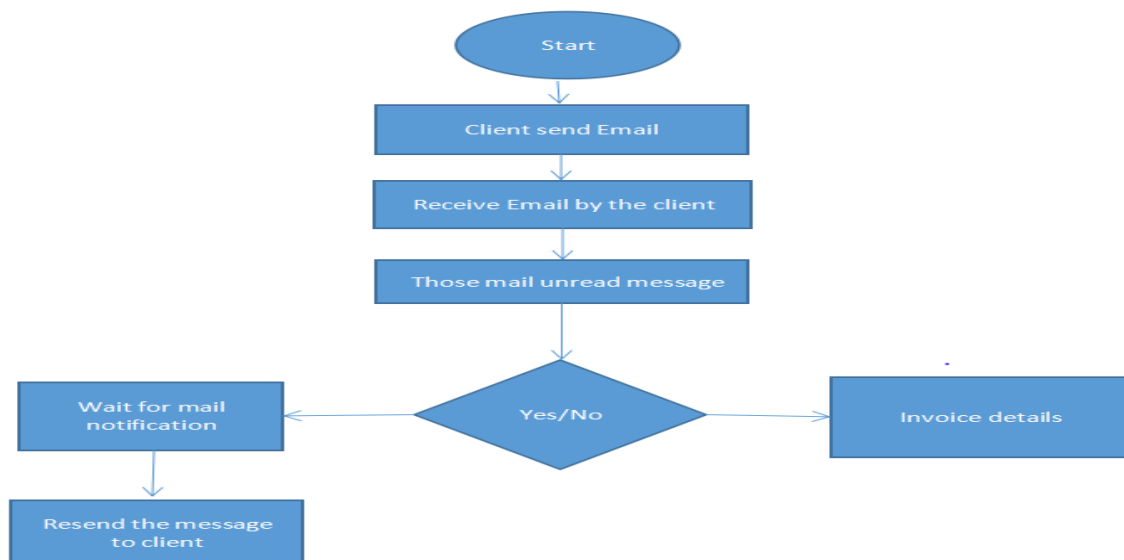 Start
Client send Email
Receive Email by the client
Those mail unread message
Yes/No
Wait for mail
notification
Invoice details
Resend the message
to client